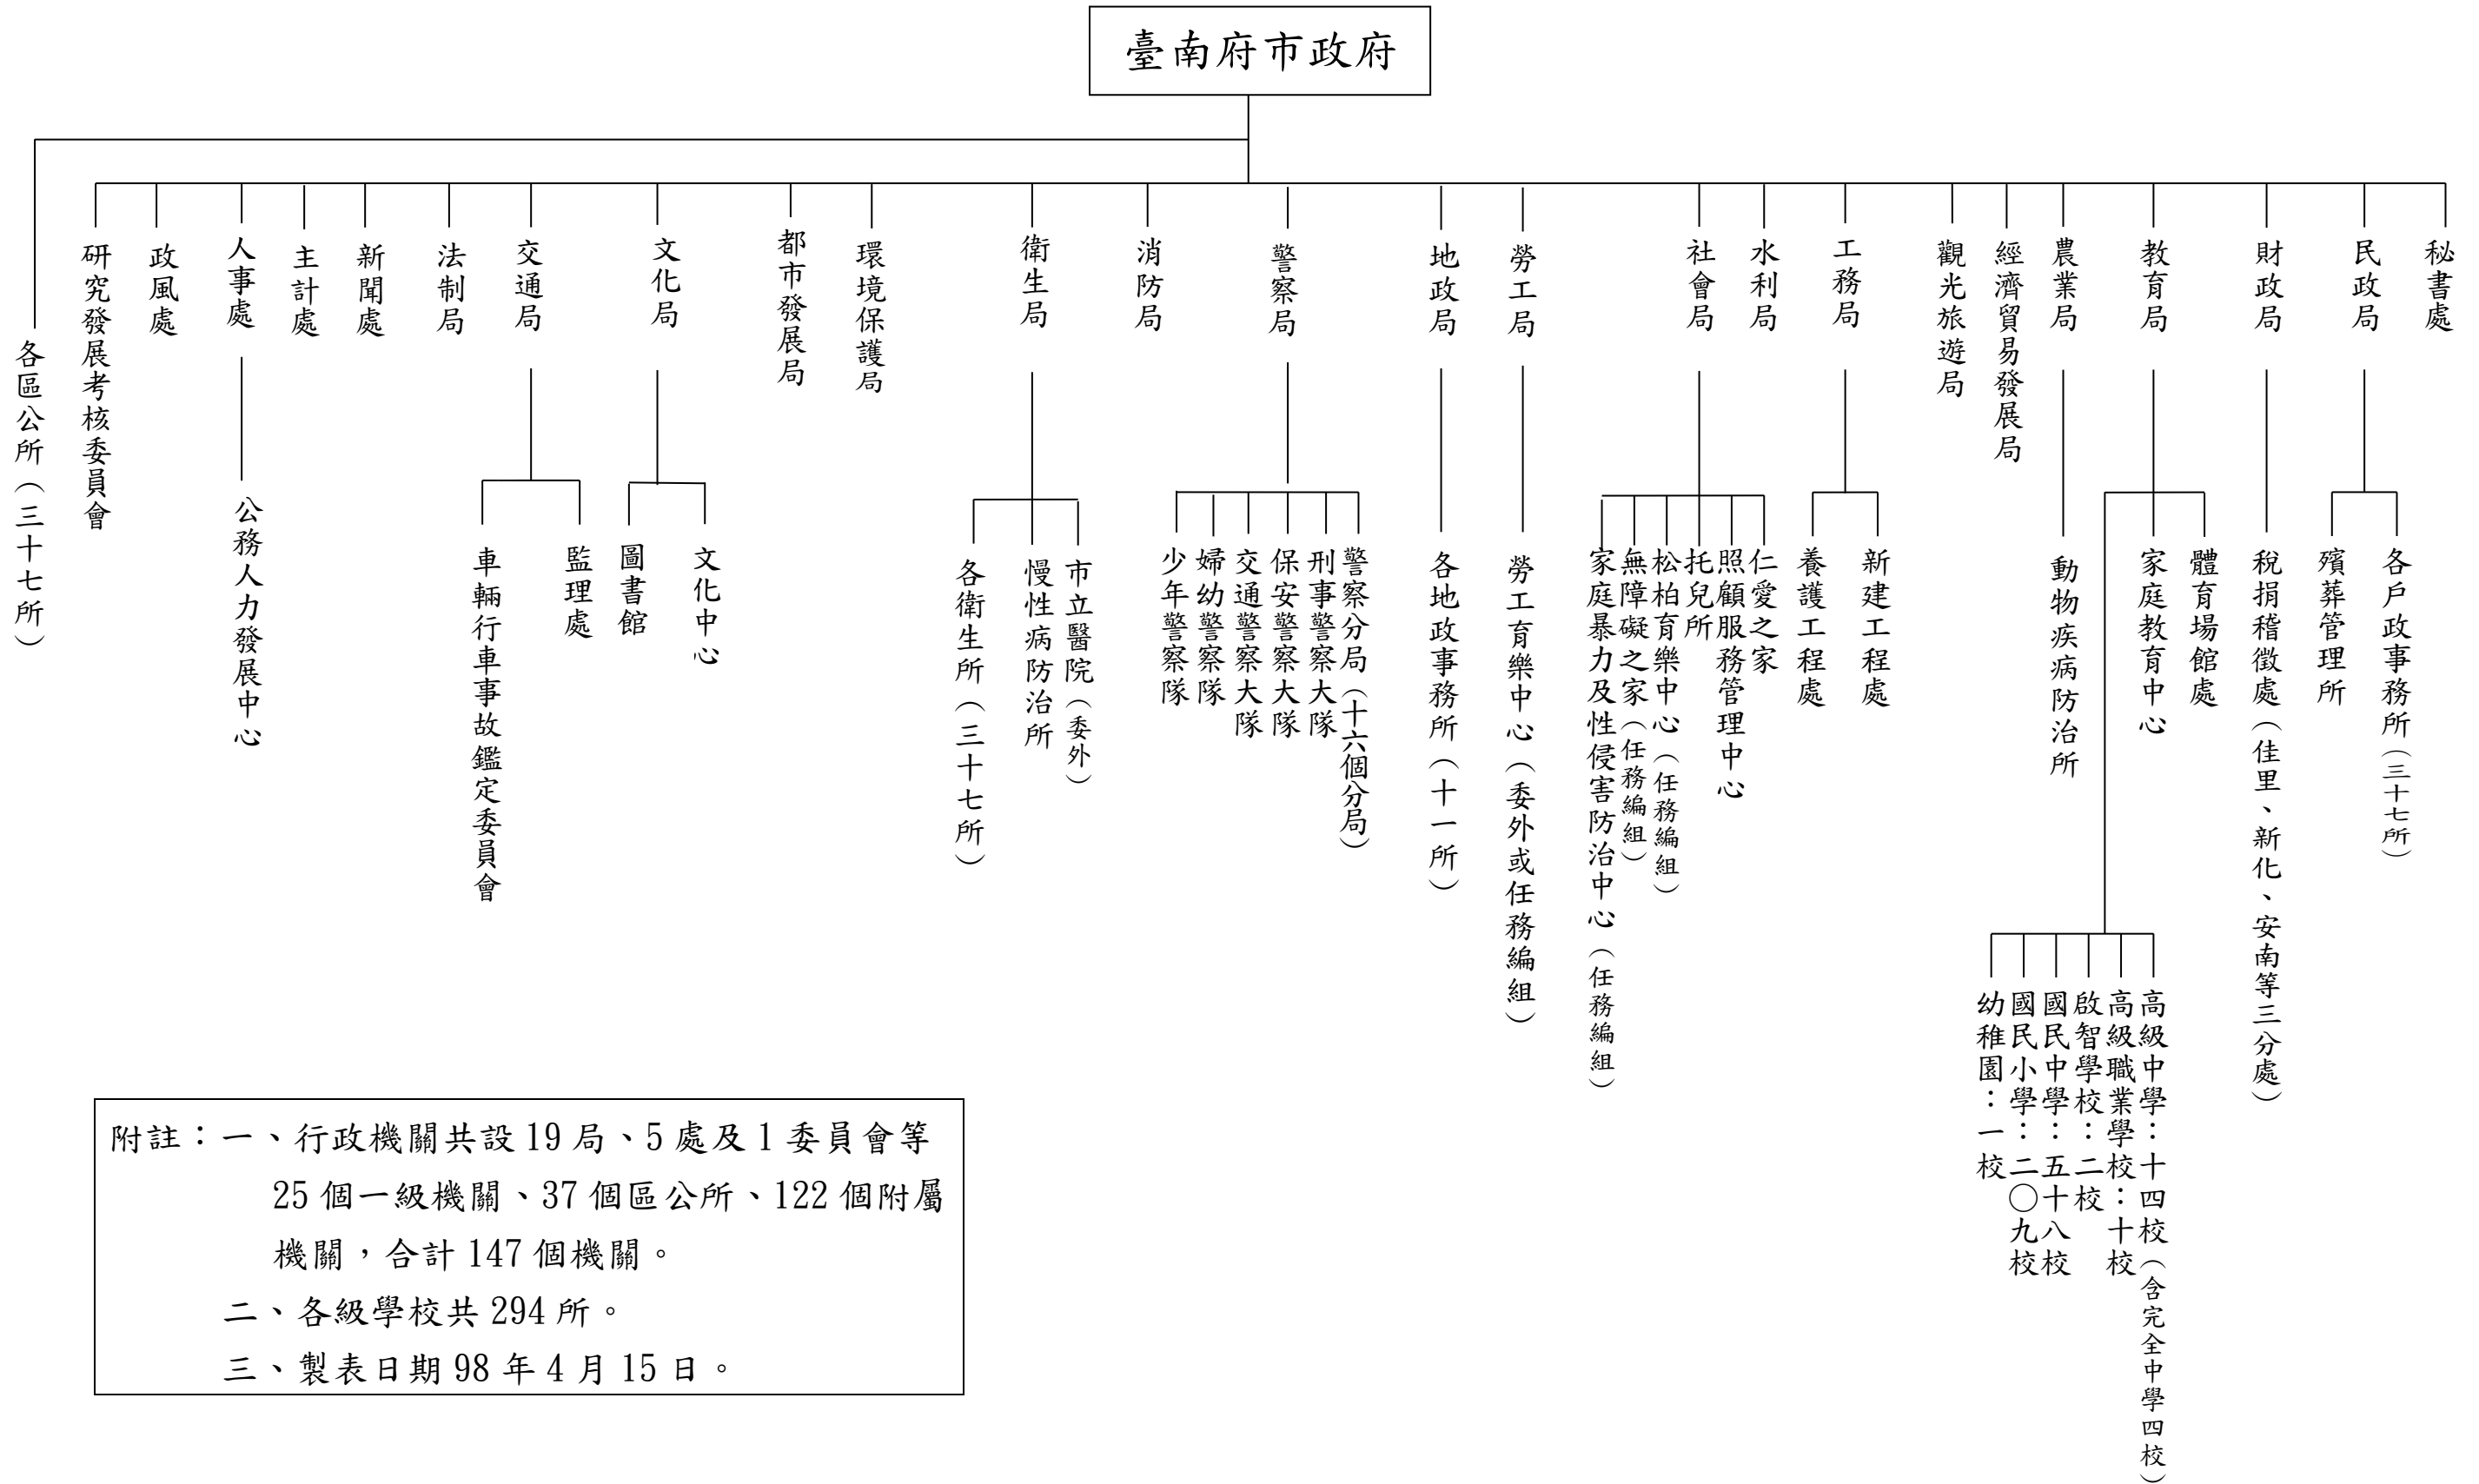 臺南府市政府
秘書處
民政局
財政局
教育局
農業局
經濟貿易發展局
觀光旅遊局
工務局
水利局
社會局
勞工局
地政局
警察局
消防局
衛生局
環境保護局
都市發展局
文化局
交通局
法制局
新聞處
主計處
人事處
政風處
研究發展考核委員會
各區公所（三十七所）
各戶政事務所（三十七所）
殯葬管理所
稅捐稽徵處（佳里、新化、安南等三分處）
體育場館處
家庭教育中心
高級中學：十四校（含完全中學四校）
高級職業學校：十校
啟智學校：二校
國民中學：五十八校
國民小學：二〇九校
幼稚園：一校
動物疾病防治所
新建工程處
養護工程處
仁愛之家
照顧服務管理中心
托兒所
松柏育樂中心（任務編組）
無障礙之家（任務編組）
家庭暴力及性侵害防治中心（任務編組）
勞工育樂中心（委外或任務編組）
各地政事務所（十一所）
警察分局（十六個分局）
刑事警察大隊
保安警察大隊
交通警察大隊
婦幼警察隊
少年警察隊
市立醫院（委外）
慢性病防治所
各衛生所（三十七所）
文化中心
圖書館
監理處
車輛行車事故鑑定委員會
公務人力發展中心
附註：一、行政機關共設19局、5處及1委員會等
25個一級機關、37個區公所、122個附屬
機關，合計147個機關。
二、各級學校共294所。
三、製表日期98年4月15日。